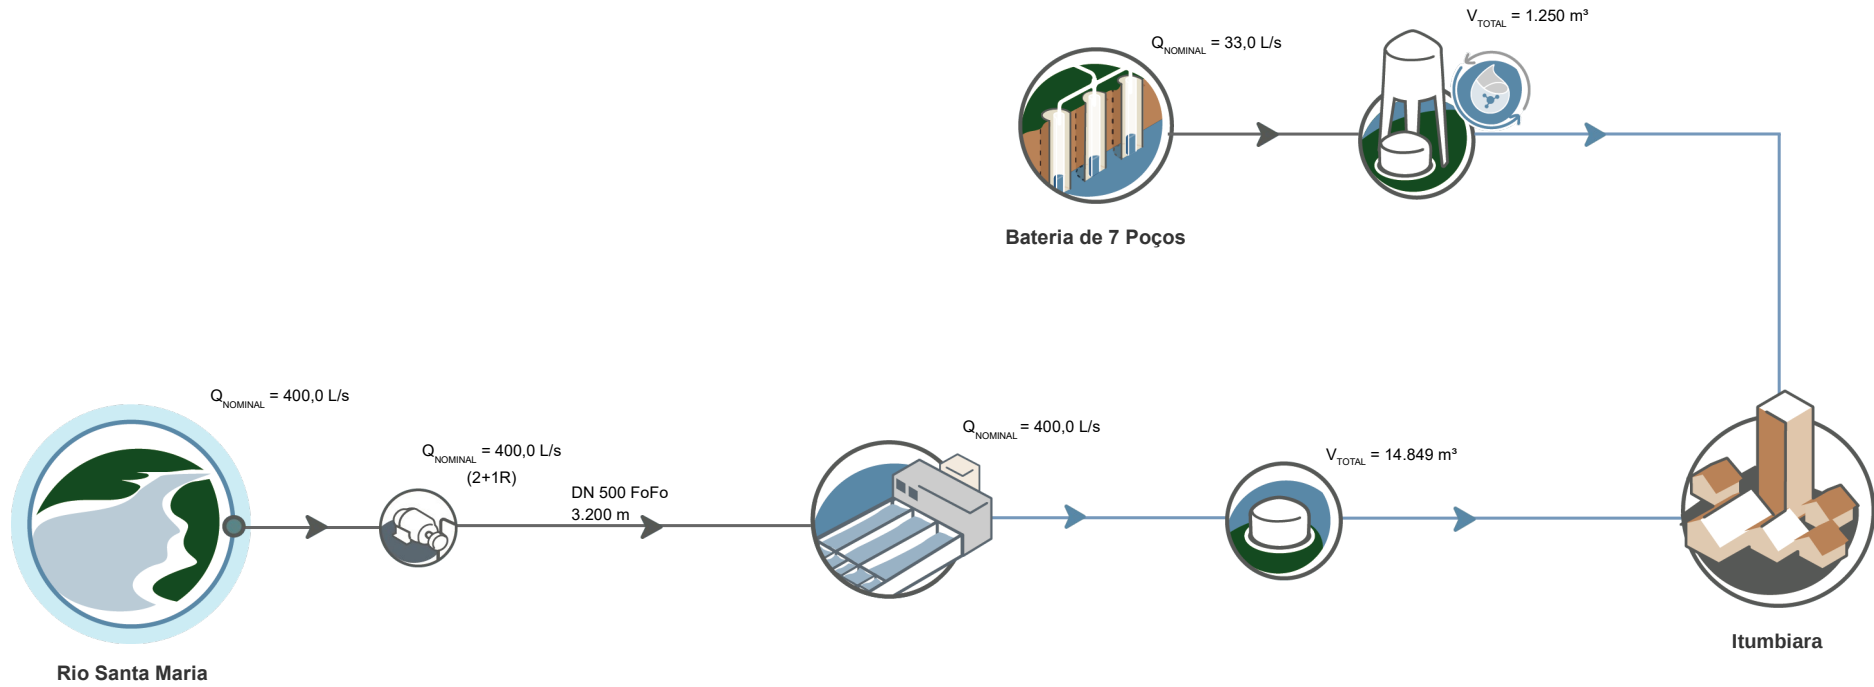 V_TOTAL = 1.250 m³
Q_NOMINAL = 33,0 L/s
Bateria de 7 Poços
Q_NOMINAL = 400,0 L/s
Q_NOMINAL = 400,0 L/s
(2+1R)
DN 500 FoFo
3.200 m
Q_NOMINAL = 400,0 L/s
V_TOTAL = 14.849 m³
Itumbiara
Rio Santa Maria